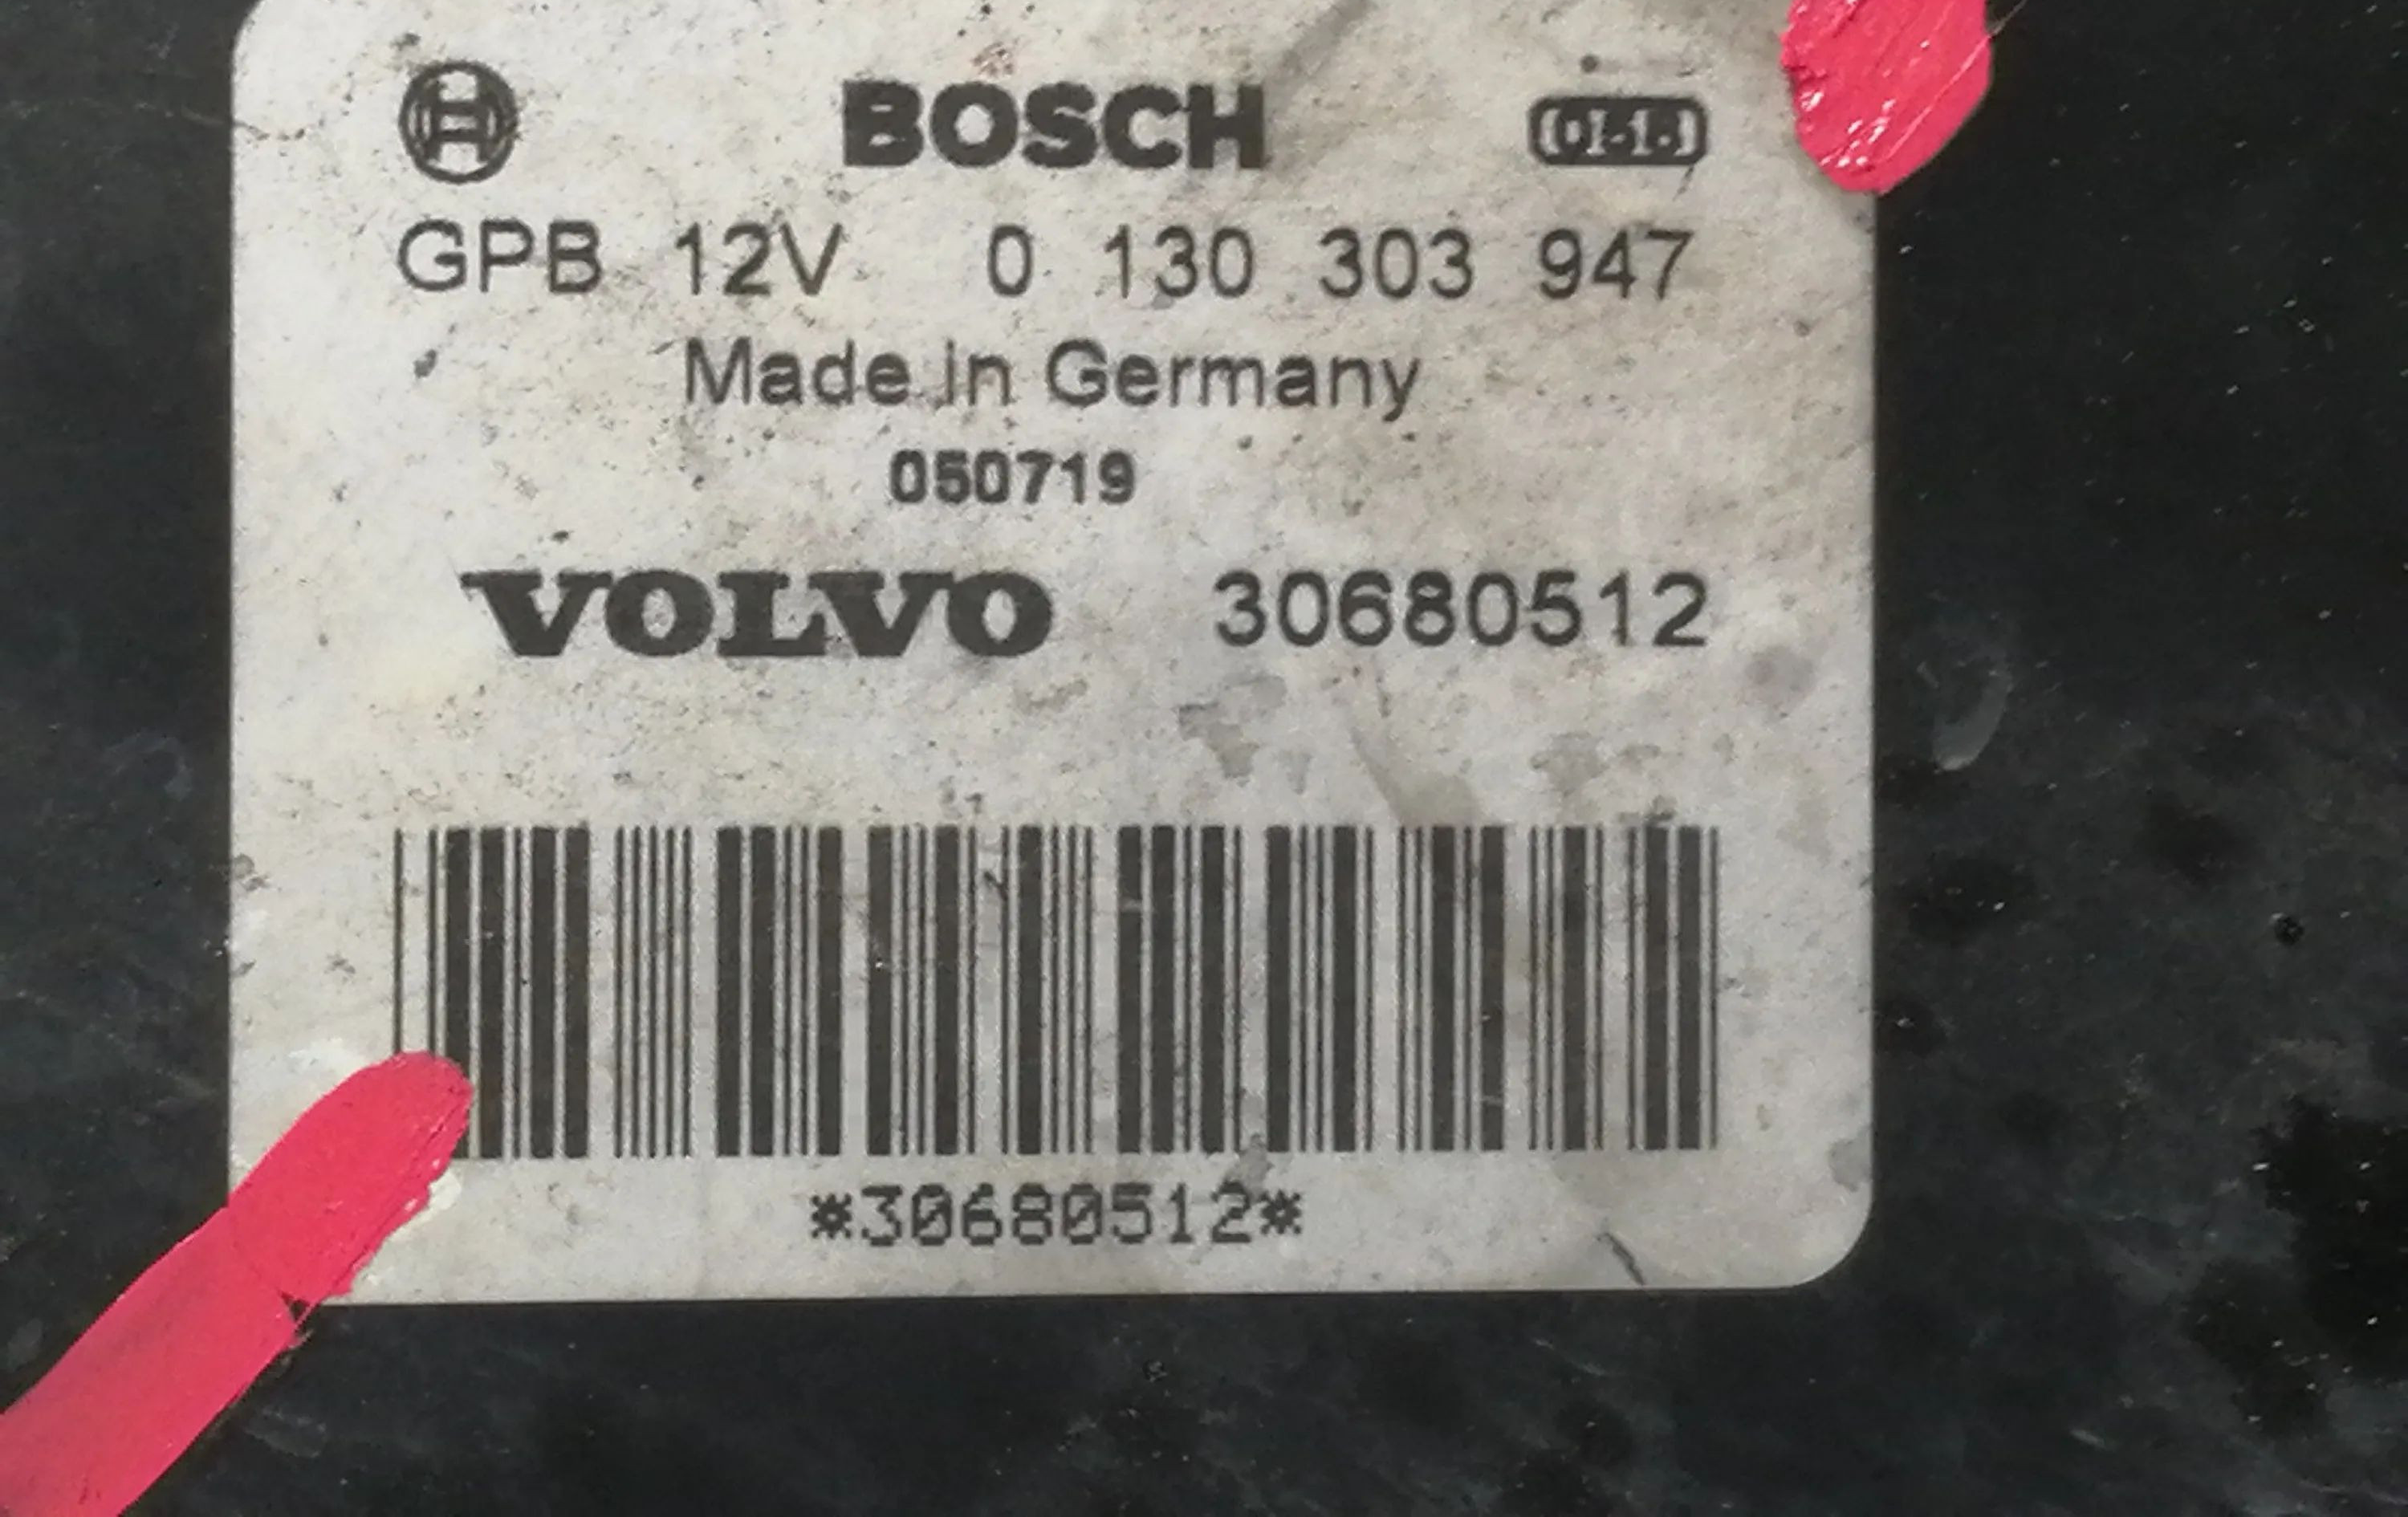 BOSCH
GPB 12V 0 130 303 947
Made in Germany
050719
VOLVO 30680512
*30680512*